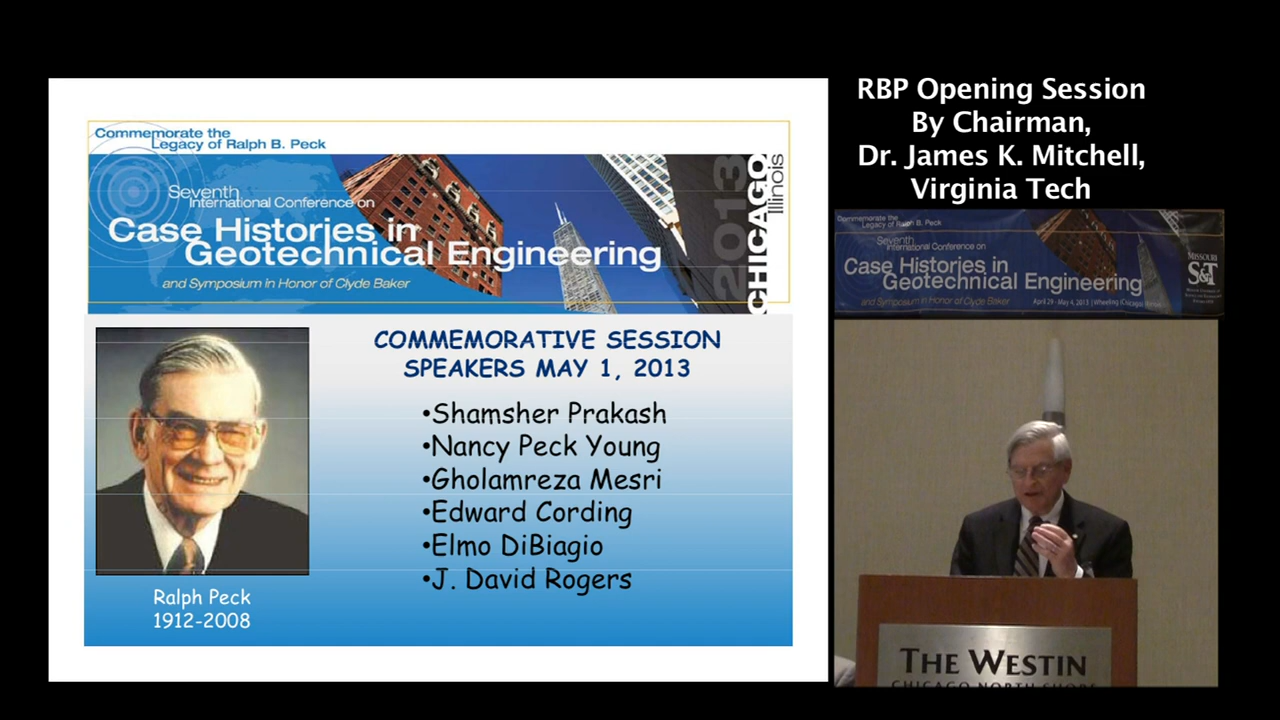 Commemorate the
Legacy of Ralph B. Peck
Seventh
International Conference on
Case Histories in
Geotechnical Engineering
and Symposium in Honor of Clyde Baker
2013
CHICAGO
Illinois
COMMEMORATIVE SESSION
SPEAKERS MAY 1, 2013
•Shamsher Prakash
•Nancy Peck Young
•Gholamreza Mesri
•Edward Cording
•Elmo DiBiagio
•J. David Rogers
Ralph Peck
1912-2008
RBP Opening Session
By Chairman,
Dr. James K. Mitchell,
Virginia Tech
Commemorate the
Legacy of Ralph B. Peck
Seventh
International Conference on
Case Histories in
Geotechnical Engineering
and Symposium in Honor of Clyde Baker
April 29 - May 4, 2013 | Wheeling (Chicago
MISSOURI
S&T
THE WESTIN
CHICAGO NORTH SHORE